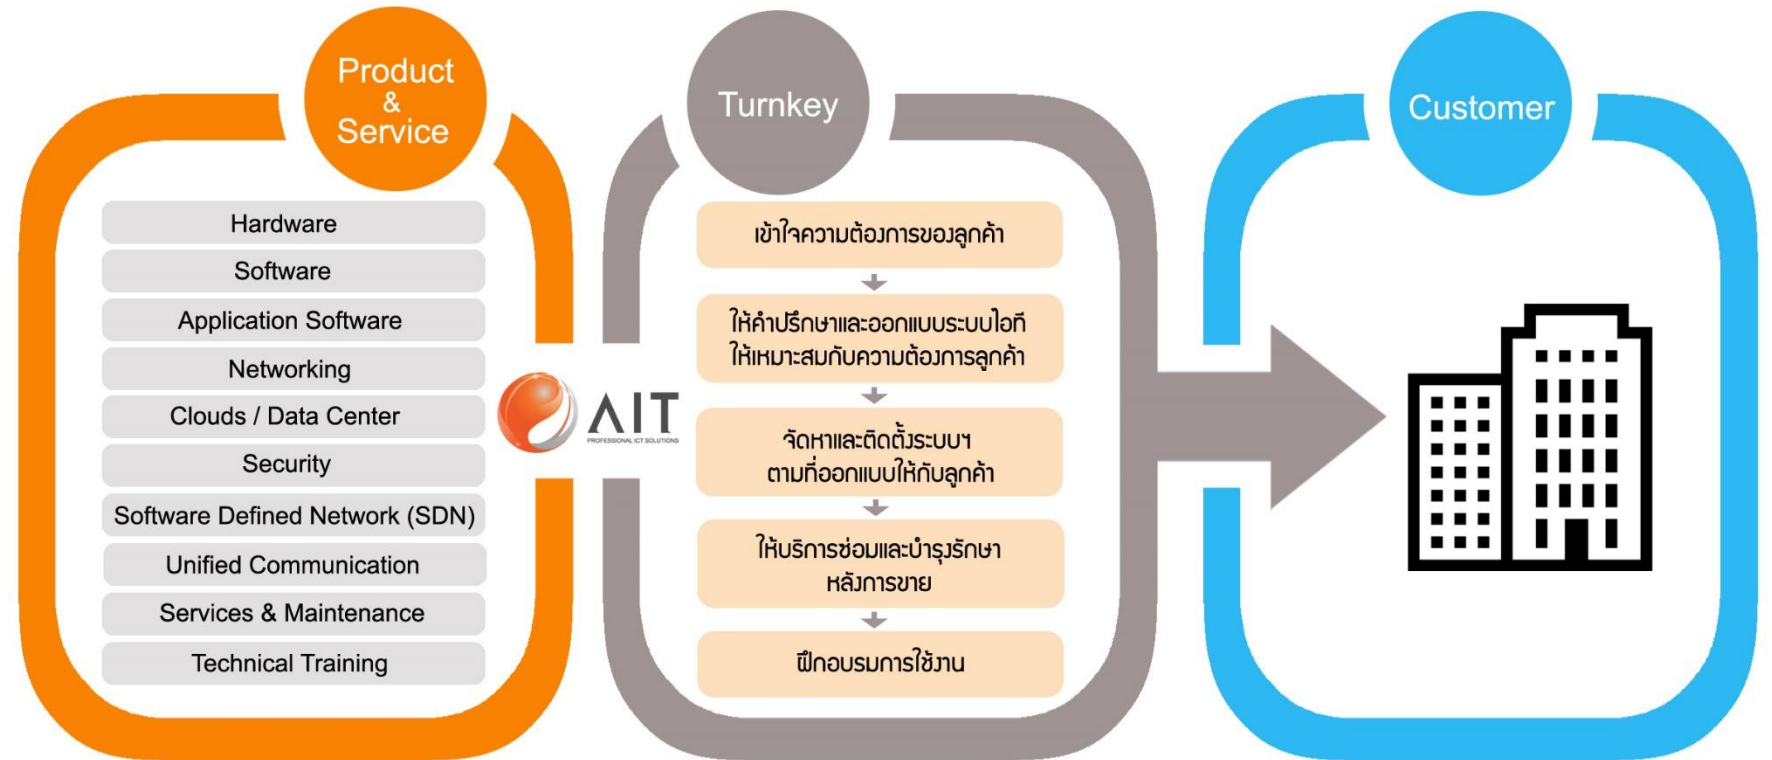 Product
&
Service
Hardware
Software
Application Software
Networking
Clouds / Data Center
Security
Software Defined Network (SDN)
Unified Communication
Services & Maintenance
Technical Training
AIT
PROFESSIONAL ICT SOLUTIONS
Turnkey
เข้าใจความต้องการของลูกค้า
ให้คำปรึกษาและออกแบบระบบไอที
ให้เหมาะสมกับความต้องการลูกค้า
จัดหาและติดตั้งระบบฯ
ตามที่ออกแบบให้กับลูกค้า
ให้บริการซ่อมและบำรุงรักษา
หลังการขาย
ฝึกอบรมการใช้งาน
Customer